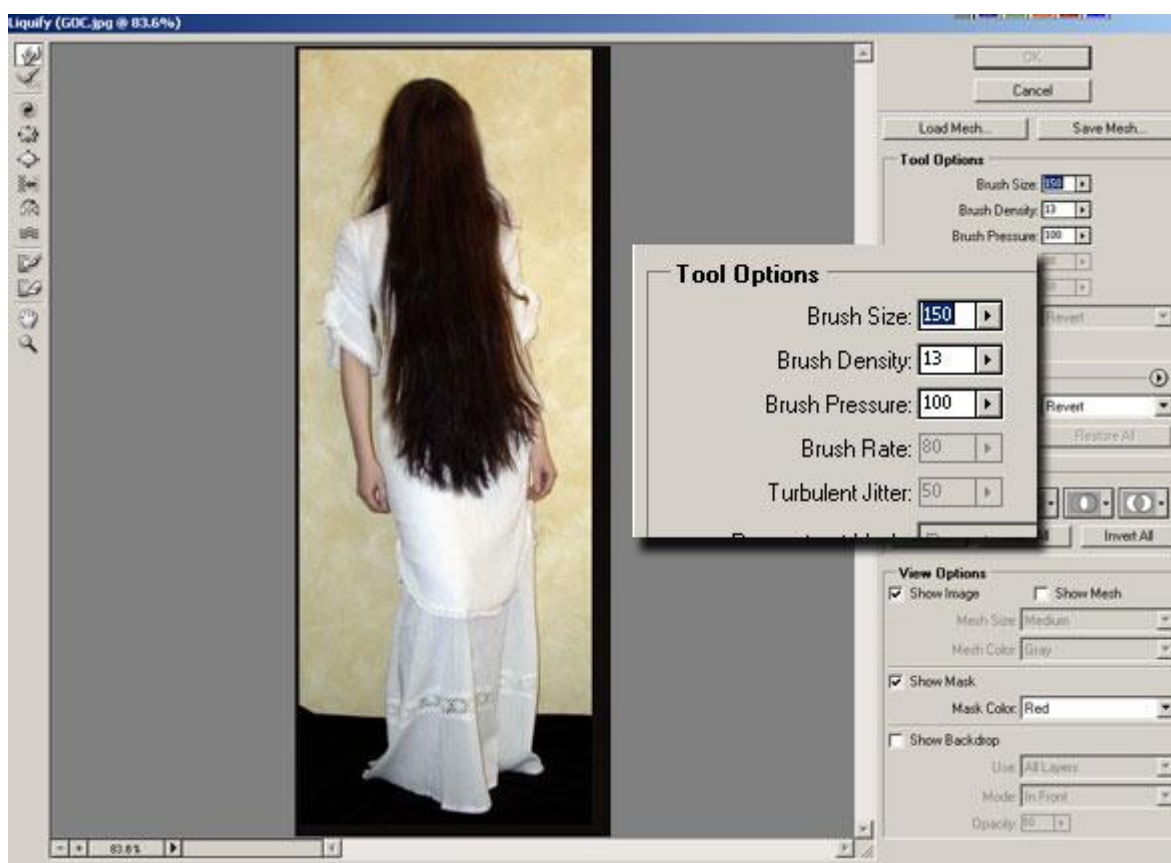 Liquify (GOC.jpg @ 83.6%)
OK
Cancel
Load Mesh... Save Mesh...
Tool Options
Brush Size: 150
Brush Density: 13
Brush Pressure: 100
Tool Options
Brush Size: 150
Brush Density: 13
Brush Pressure: 100
Brush Rate: 80
Turbulent Jitter: 50
Revert
Revert
Restore All
Invert All
View Options
Show Image Show Mesh
Mesh Size: Medium
Mesh Color: Gray
Show Mask
Mask Color: Red
Show Backdrop
Use: All Layers
Mode: In Front
Opacity:
83.6%